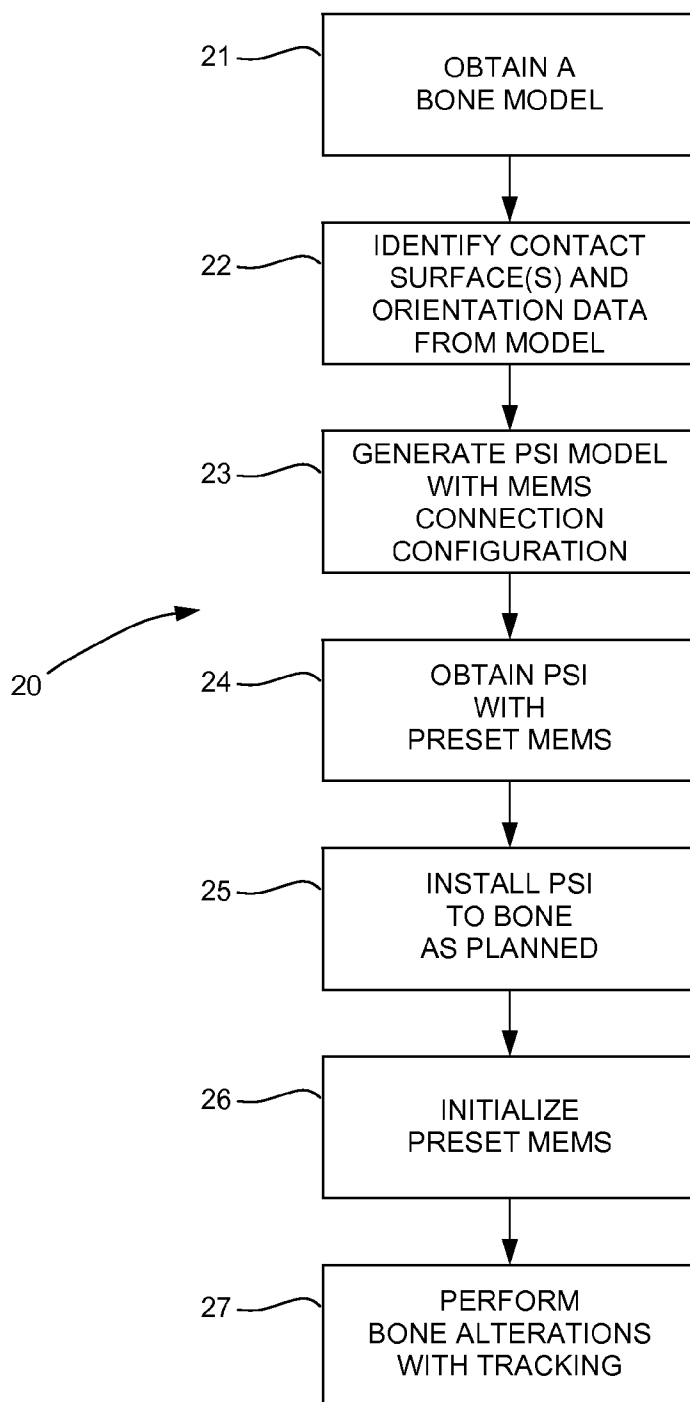 21
OBTAIN A
BONE MODEL
22
IDENTIFY CONTACT
SURFACE(S) AND
ORIENTATION DATA
FROM MODEL
23
GENERATE PSI MODEL
WITH MEMS
CONNECTION
CONFIGURATION
20
24
OBTAIN PSI
WITH
PRESET MEMS
25
INSTALL PSI
TO BONE
AS PLANNED
26
INITIALIZE
PRESET MEMS
27
PERFORM
BONE ALTERATIONS
WITH TRACKING